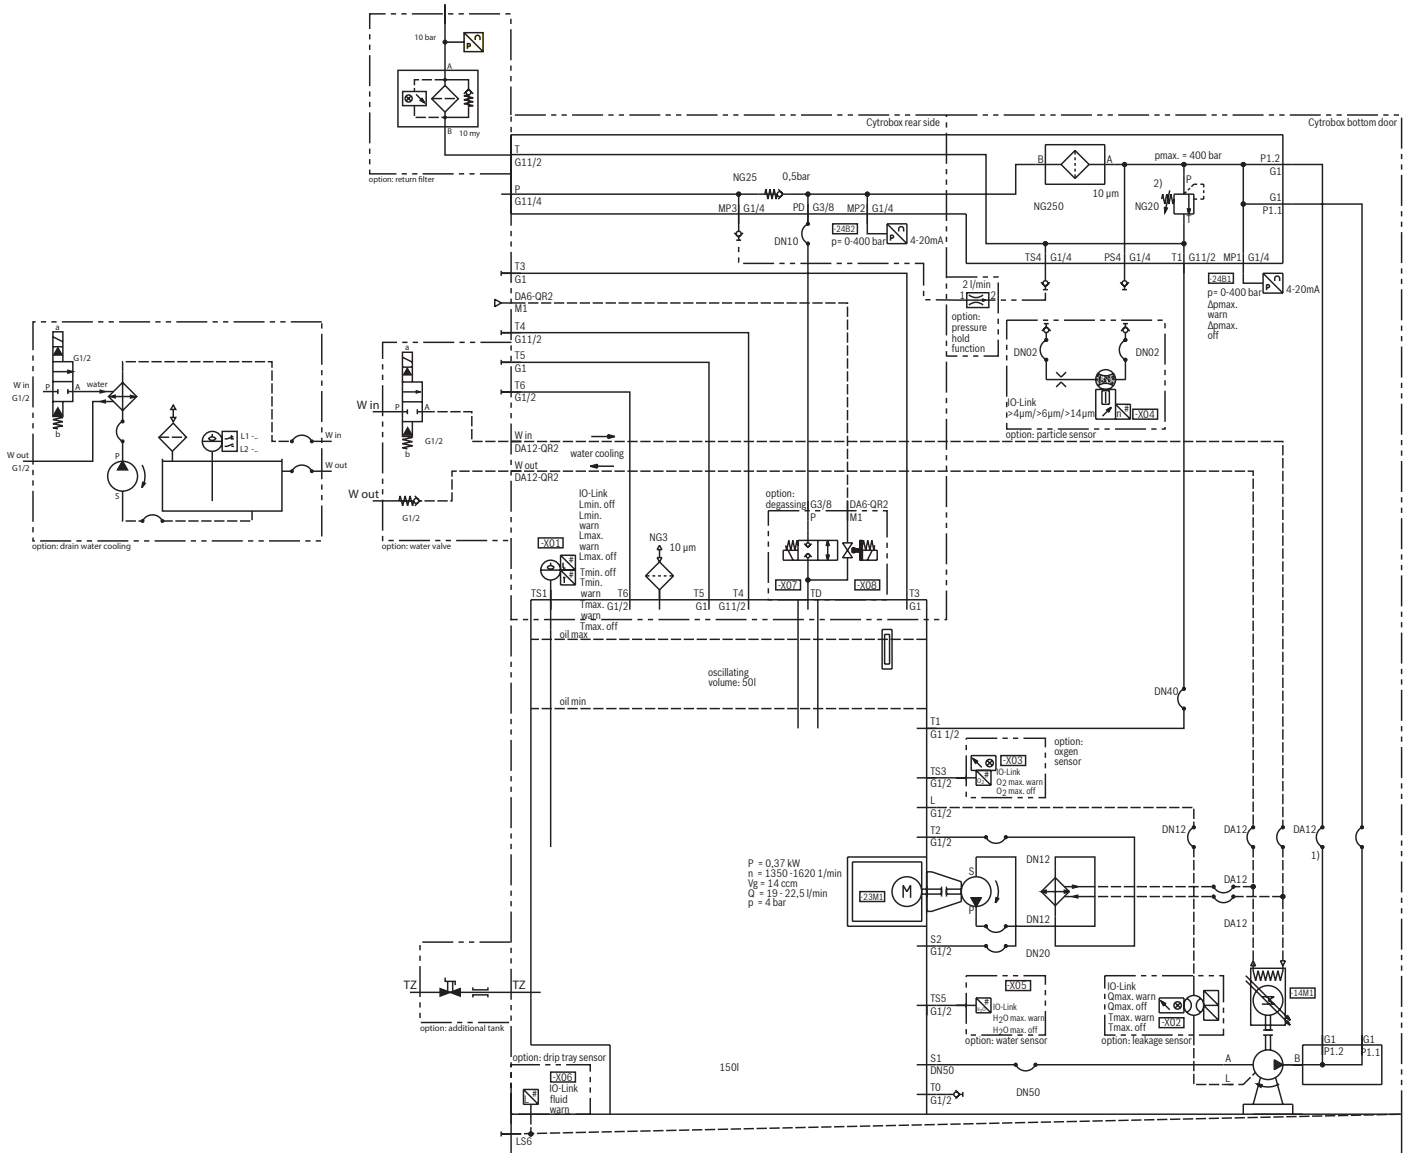 10 bar
P
A
B
10 my
option: return filter
Cytrobox rear side
Cytrobox bottom door
T
G11/2
P
G11/4
NG25
0,5bar
MP3
G1/4
PD
G3/8
MP2
G1/4
DN10
-24B2
p= 0-400 bar
P
4-20mA
B
A
10 µm
NG250
pmax. = 400 bar
2)
P
NG20
T
P1.2
G1
G1
P1.1
TS4
G1/4
PS4
G1/4
T1
G11/2
MP1
G1/4
-24B1
p= 0-400 bar
P
4-20mA
Δpmax.
warn
Δpmax.
off
T3
G1
DA6-QR2
M1
T4
G11/2
T5
G1
T6
G1/2
2 l/min
1
2
option:
pressure
hold
function
DN02
DN02
IO-Link
>4µm/>6µm/>14µm
n
#
-X04
option: particle sensor
a
G1/2
W in
G1/2
P
A
water
b
W out
G1/2
P
S
L1 -..
L2 -..
W in
W out
option: drain water cooling
a
W in
P
A
G1/2
b
W out
G1/2
option: water valve
W in
DA12-QR2
W out
DA12-QR2
water cooling
IO-Link
Lmin. off
Lmin.
warn
Lmax.
warn
Lmax. off
Tmin. off
Tmin.
warn
Tmax.
warn
Tmax. off
-X01
NG3
10 µm
option:
degassing
G3/8
P
DA6-QR2
M1
-X07
-X08
TS1
T6
G1/2
T5
G1
T4
G11/2
TD
T3
G1
oil max
oscillating
volume: 50l
oil min
DN40
T1
G1 1/2
option:
oxgen
sensor
-X03
TS3
G1/2
IO-Link
O2 max. warn
O2 max. off
L
G1/2
T2
G1/2
DN12
DA12
DA12
1)
P = 0,37 kW
n = 1350 -1620 1/min
Vg = 14 ccm
Q = 19 - 22,5 l/min
p = 4 bar
-23M1
M
S
P
DN12
DN12
DA12
DA12
S2
G1/2
DN20
TZ
TZ
option: additional tank
TS5
G1/2
-X05
IO-Link
H2O max. warn
H2O max. off
option: water sensor
IO-Link
Qmax. warn
Qmax. off
Tmax. warn
Tmax. off
-X02
option: leakage sensor
-14M1
M
G1
P1.2
G1
P1.1
option: drip tray sensor
-X06
IO-Link
fluid
warn
L
#
LS6
150l
S1
DN50
A
B
L
T0
G1/2
DN50